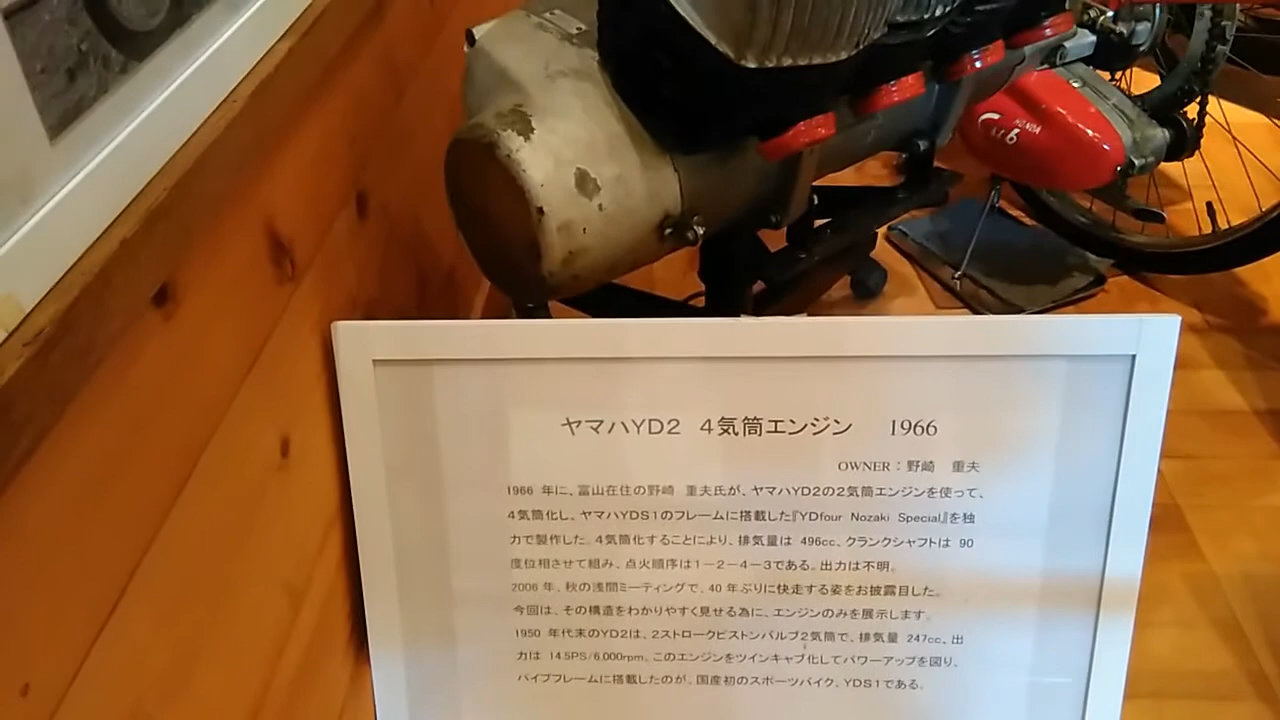 HONDA
ヤマハYD2 4気筒エンジン 1966
OWNER：野崎 重夫
1966 年に、富山在住の野崎 重夫氏が、ヤマハYD2の2気筒エンジンを使って、
4気筒化し、ヤマハYDS1のフレームに搭載した『YDfour Nozaki Special』を独
力で製作した。4気筒化することにより、排気量は 496cc、クランクシャフトは 90
度位相させて組み、点火順序は1－2－4－3である。出力は不明。
2006 年、秋の浅間ミーティングで、40 年ぶりに快走する姿をお披露目した。
今回は、その構造をわかりやすく見せる為に、エンジンのみを展示します。
1950 年代末のYD2は、2ストロークピストンバルブ2気筒で、排気量 247cc、出
力は 14.5PS/6,000rpm。このエンジンをツインキャブ化してパワーアップを図り、
パイプフレームに搭載したのが、国産初のスポーツバイク、YDS1である。